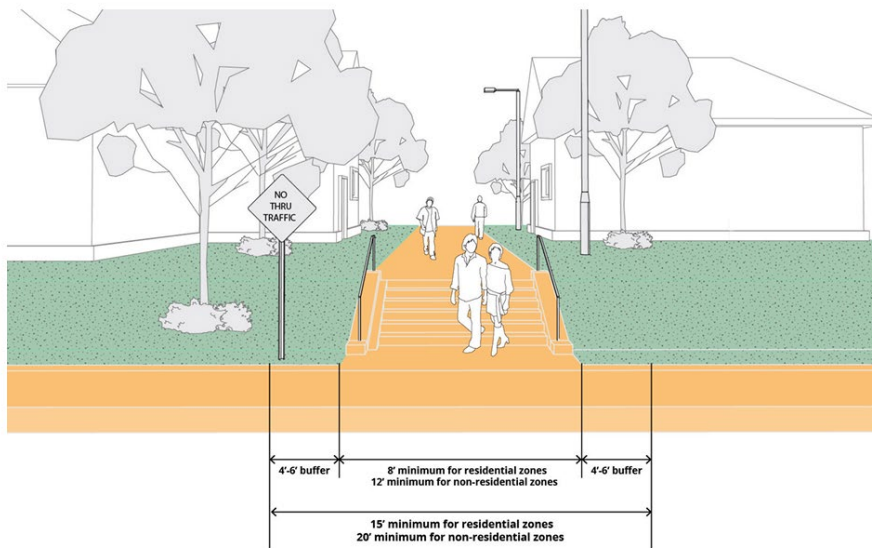 NO
THRU
TRAFFIC
4'-6' buffer
8' minimum for residential zones
12' minimum for non-residential zones
4'-6' buffer
15' minimum for residential zones
20' minimum for non-residential zones